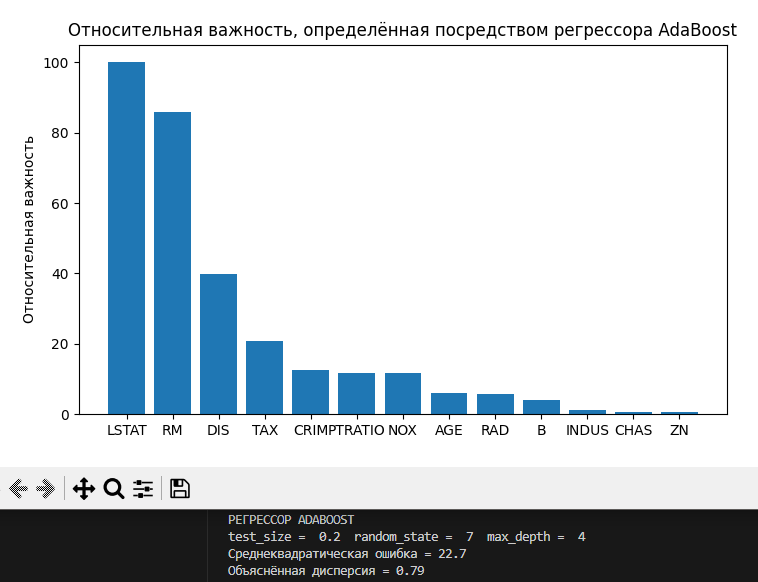 Относительная важность, определённая посредством регрессора AdaBoost
Относительная важность
100
80
60
40
20
0
LSTAT RM DIS TAX CRIM PTRATIO NOX AGE RAD B INDUS CHAS ZN
РЕГРЕССОР ADABOOST
test_size =  0.2  random_state =  7  max_depth =  4
Среднеквадратическая ошибка = 22.7
Объяснённая дисперсия = 0.79